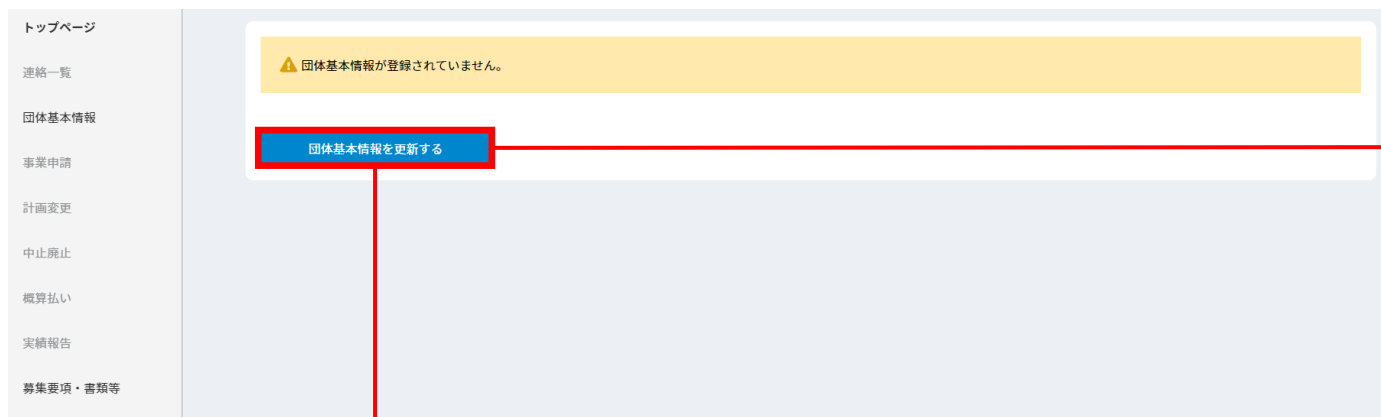 トップページ
連絡一覧
団体基本情報
事業申請
計画変更
中止廃止
概算払い
実績報告
募集要項・書類等
団体基本情報が登録されていません。
団体基本情報を更新する